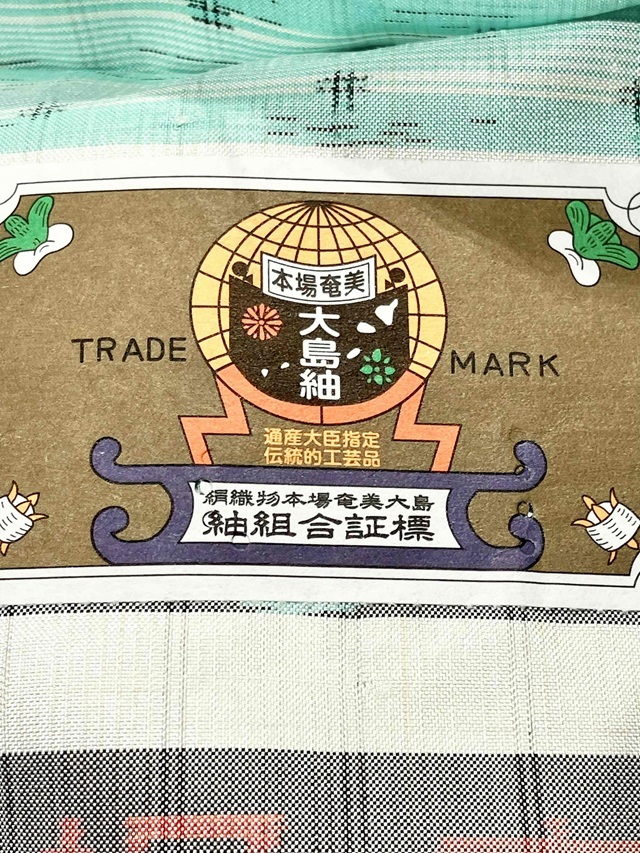 本場奄美
大島紬
TRADE MARK
通産大臣指定
伝統的工芸品
絹織物本場奄美大島
紬組合証標